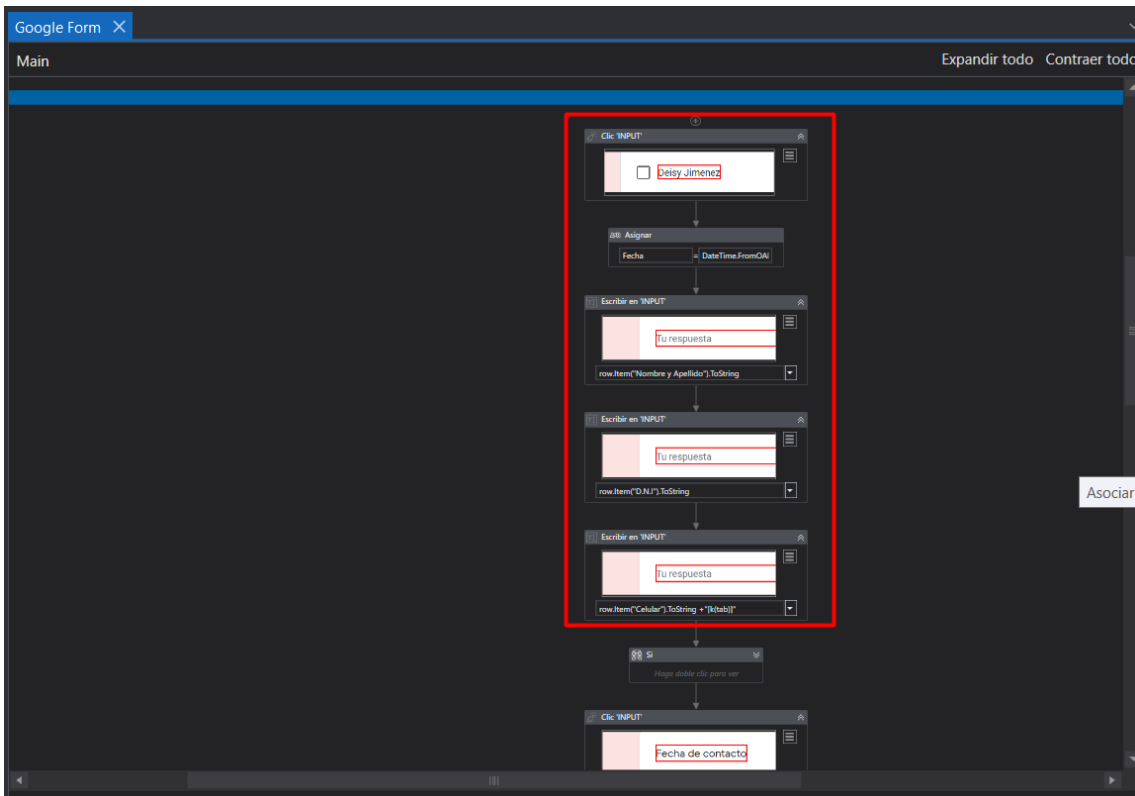 Google Form
Main
Expandir todo Contraer todo
Clic 'INPUT'
Deisy Jimenez
Asignar
Fecha = DateTime.FromOAI
Escribir en 'INPUT'
Tu respuesta
row.Item("Nombre y Apellido").ToString
Escribir en 'INPUT'
Tu respuesta
row.Item("D.N.I").ToString
Asociar
Escribir en 'INPUT'
Tu respuesta
row.Item("Celular").ToString +"[k(tab)]"
Si
Haga doble clic para ver
Clic 'INPUT'
Fecha de contacto